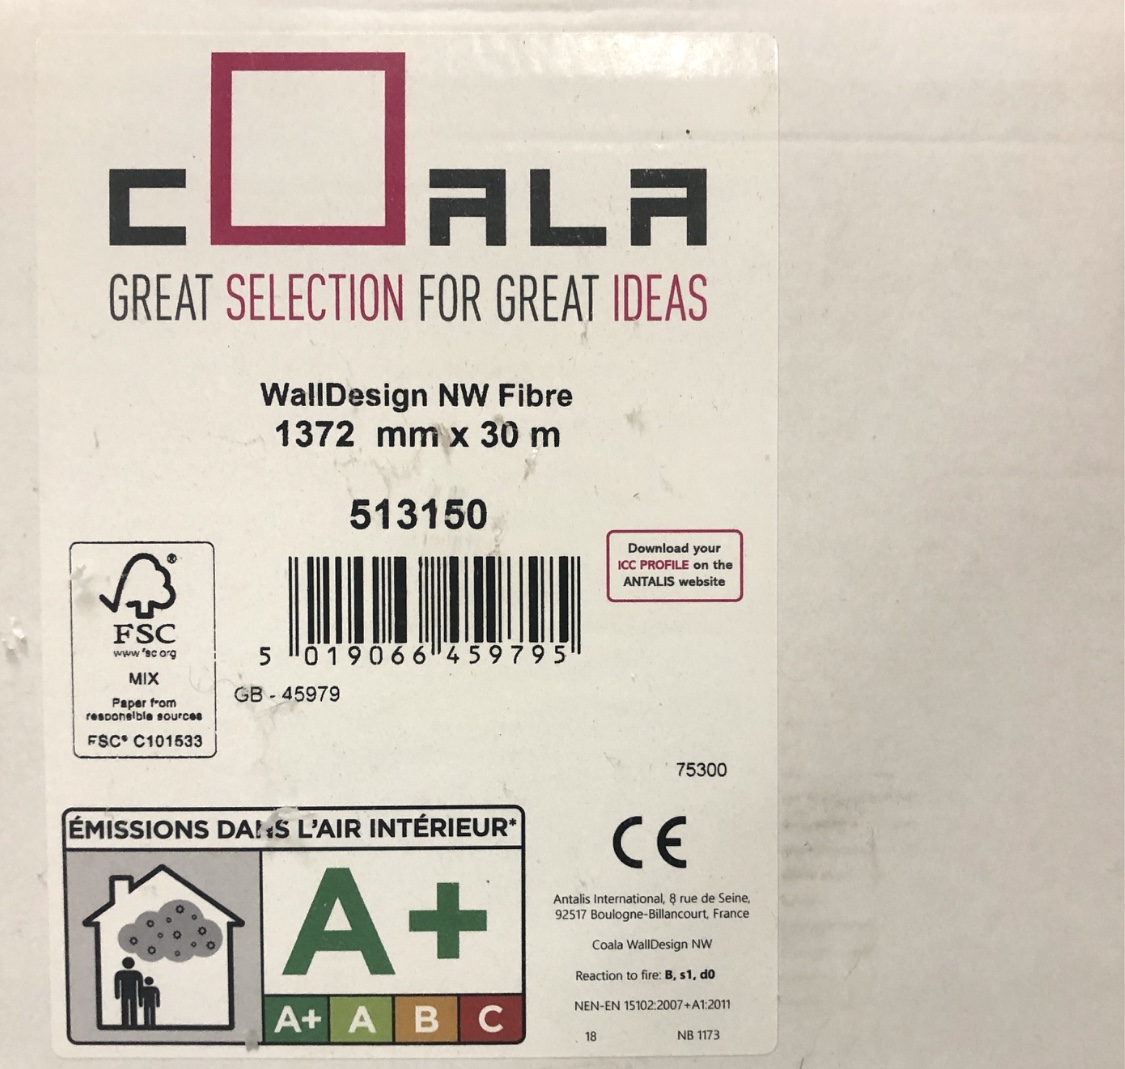 COALA
GREAT SELECTION FOR GREAT IDEAS
WallDesign NW Fibre
1372 mm x 30 m
513150
Download your
ICC PROFILE on the
ANTALIS website
®
FSC
www.fsc.org
MIX
Paper from
responsible sources
FSC® C101533
5 019066 459795
GB - 45979
75300
ÉMISSIONS DANS L'AIR INTÉRIEUR*
A+
A+ A B C
CE
Antalis International, 8 rue de Seine,
92517 Boulogne-Billancourt, France
Coala WallDesign NW
Reaction to fire: B, s1, d0
NEN-EN 15102:2007+A1:2011
18 NB 1173